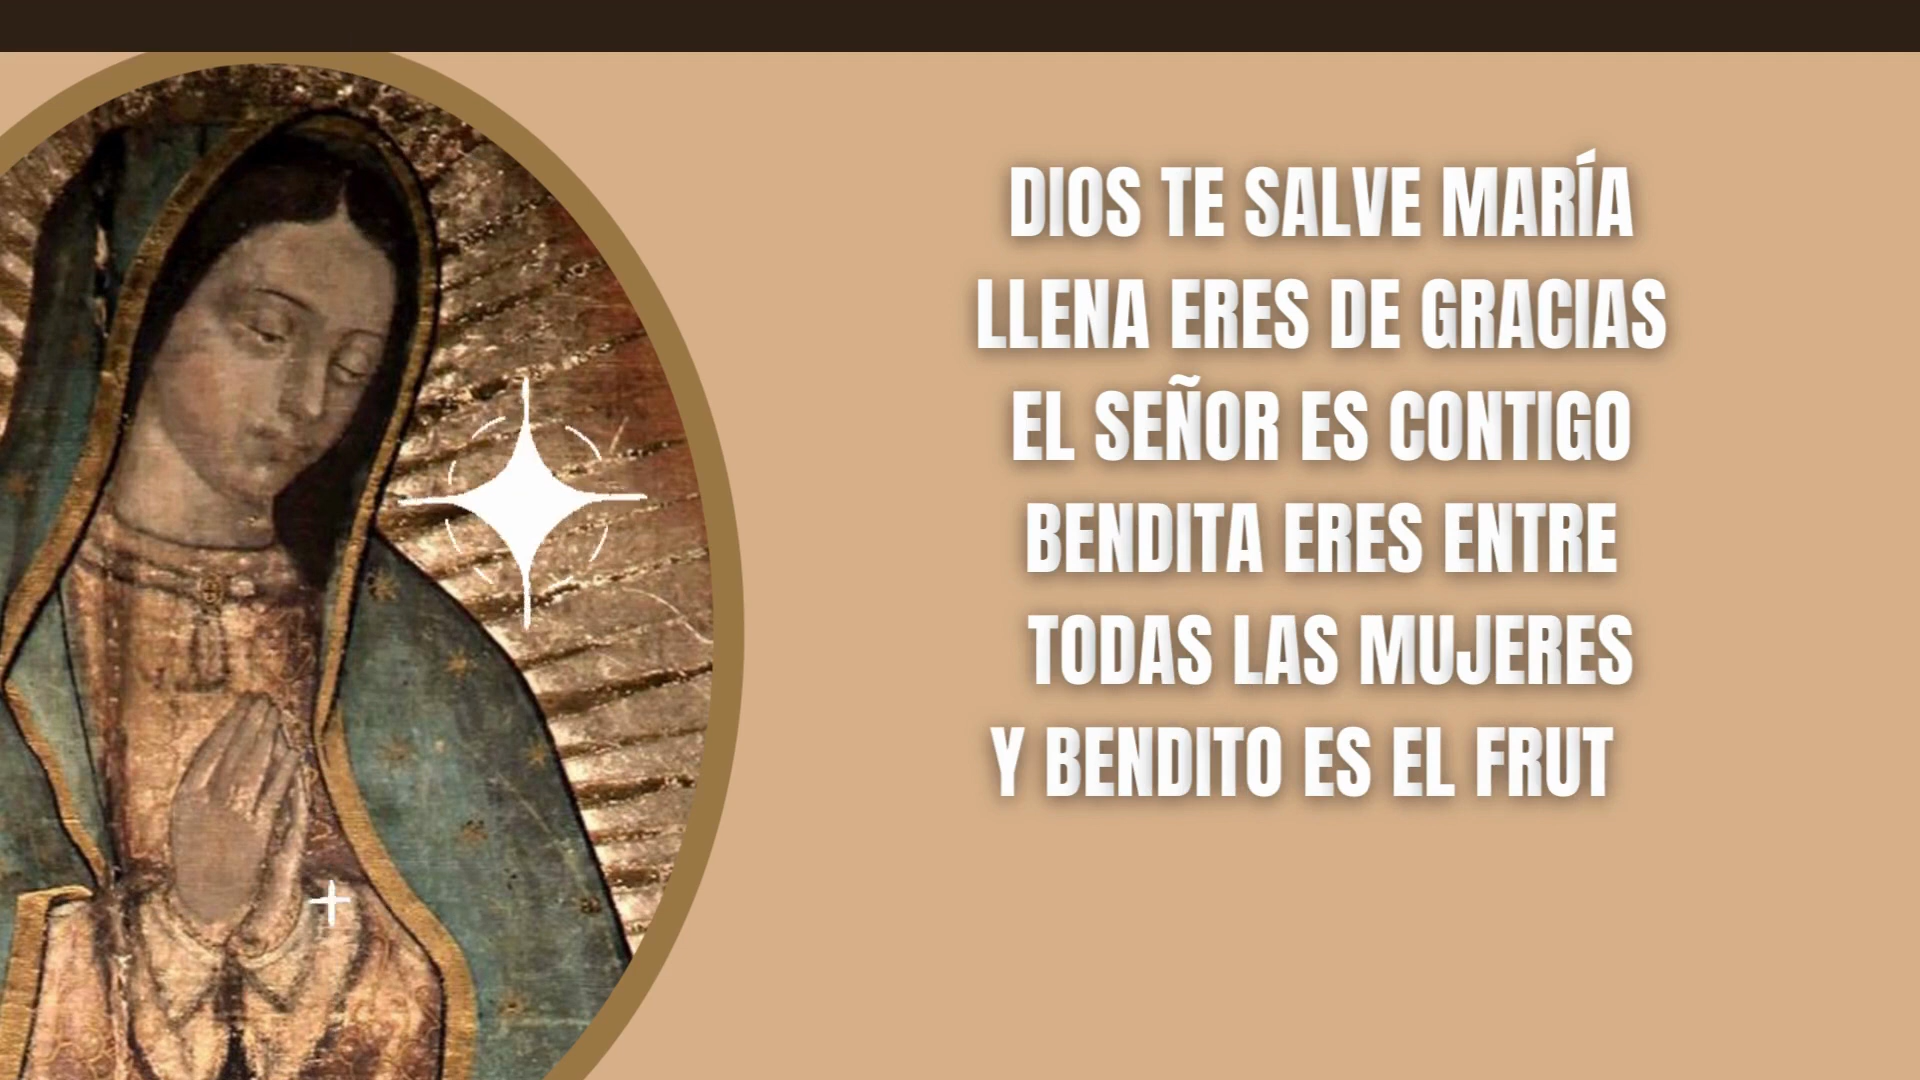 DIOS TE SALVE MARÍA
LLENA ERES DE GRACIAS
EL SEÑOR ES CONTIGO
BENDITA ERES ENTRE
TODAS LAS MUJERES
Y BENDITO ES EL FRUT